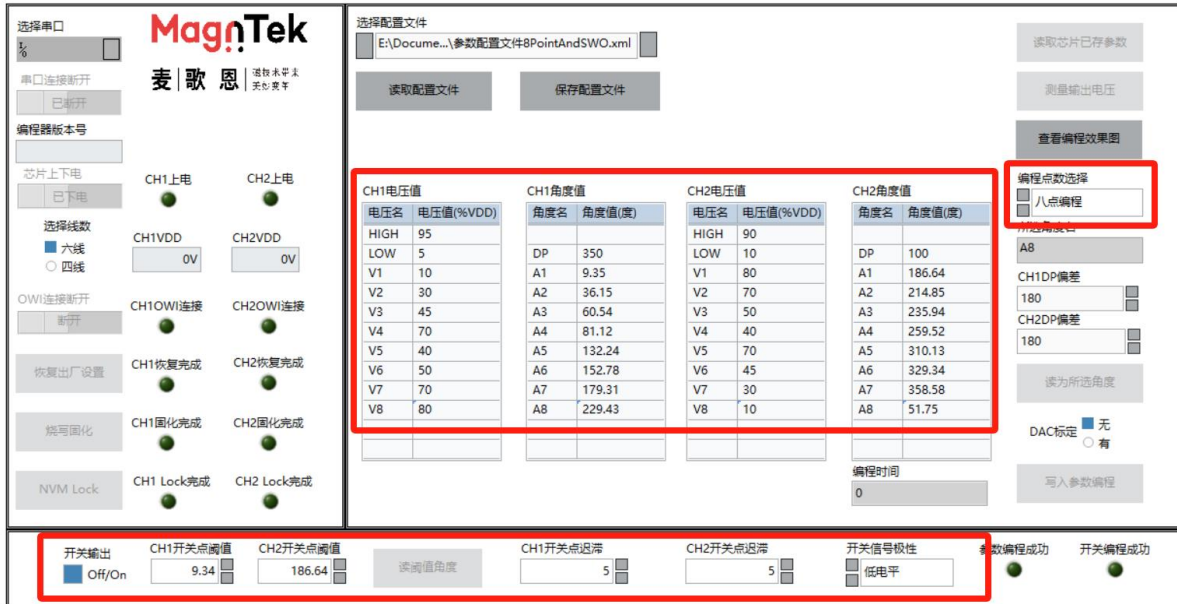 选择串口
I/O
串口连接断开
已断开
编程器版本号
芯片上下电
已下电
选择线数
六线
四线
OWI连接断开
断开
恢复出厂设置
烧写固化
NVM Lock
MagnTek
麦|歌 恩|
CH1上电 CH2上电
CH1VDD CH2VDD
0V 0V
CH1OWI连接 CH2OWI连接
CH1恢复完成 CH2恢复完成
CH1固化完成 CH2固化完成
CH1 Lock完成 CH2 Lock完成
选择配置文件
E:\Docume...\参数配置文件8PointAndSWO.xml
读取配置文件 保存配置文件
CH1电压值 CH1角度值 CH2电压值 CH2角度值
电压名 电压值(%VDD) 角度名 角度值(度) 电压名 电压值(%VDD) 角度名 角度值(度)
HIGH 95 HIGH 90
LOW 5 DP 350 LOW 10 DP 100
V1 10 A1 9.35 V1 80 A1 186.64
V2 30 A2 36.15 V2 70 A2 214.85
V3 45 A3 60.54 V3 50 A3 235.94
V4 70 A4 81.12 V4 40 A4 259.52
V5 40 A5 132.24 V5 70 A5 310.13
V6 50 A6 152.78 V6 45 A6 329.34
V7 70 A7 179.31 V7 30 A7 358.58
V8 80 A8 229.43 V8 10 A8 51.75
编程时间
0
读取芯片已存参数
测量输出电压
查看编程效果图
编程点数选择
八点编程
所选角度名
A8
CH1DP偏差
180
CH2DP偏差
180
读为所选角度
DAC标定 无
有
写入参数编程
开关输出 CH1开关点阈值 CH2开关点阈值 CH1开关点迟滞 CH2开关点迟滞 开关信号极性 参数编程成功 开关编程成功
Off/On 9.34 186.64 读阈值角度 5 5 低电平